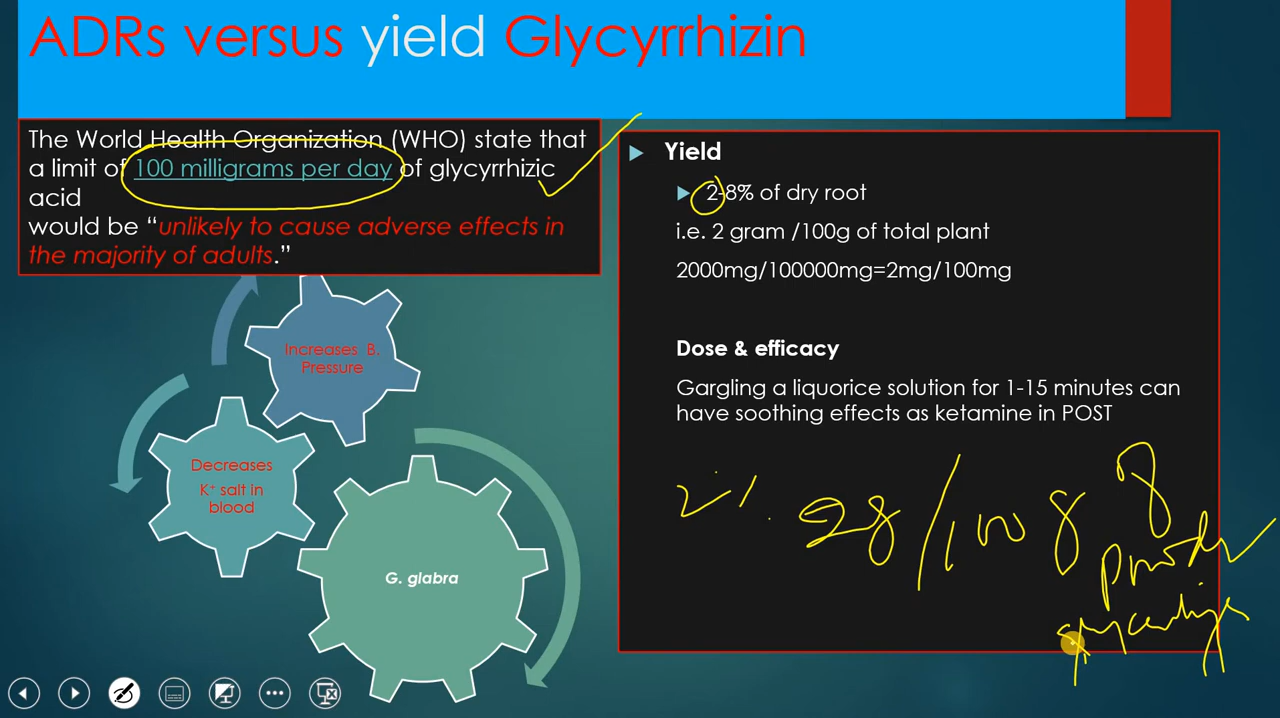 ADRs versus yield Glycyrrhizin
The World Health Organization (WHO) state that
a limit of 100 milligrams per day of glycyrrhizic
acid
would be “unlikely to cause adverse effects in
the majority of adults.”
Increases B.
Pressure
Decreases
K⁺ salt in
blood
G. glabra
Yield
2-8% of dry root
i.e. 2 gram /100g of total plant
2000mg/100000mg=2mg/100mg
Dose & efficacy
Gargling a liquorice solution for 1-15 minutes can
have soothing effects as ketamine in POST
2%. 2g/100g